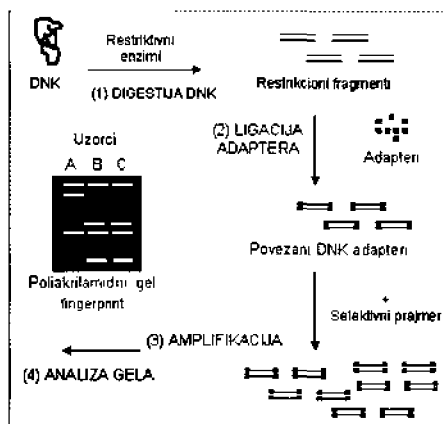 Restriktivni
enzimi
DNK
(1) DIGESTIJA DNK
Restrikcioni fragmenti
(2) LIGACIJA
ADAPTERA
Adapteri
Uzorci
A B C
Povezani DNK adapteri
Poliakrilamidni gel
fingerprint
Selektivni prajmer
(3) AMPLIFIKACIJA
(4) ANALIZA GELA